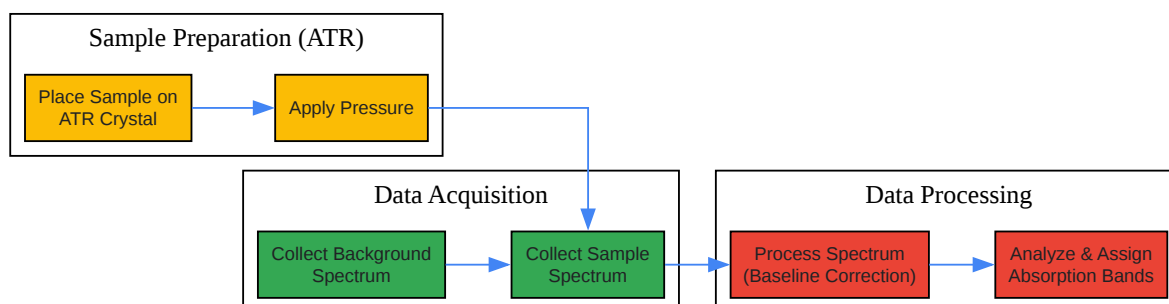 Sample Preparation (ATR)
Place Sample on
ATR Crystal
Apply Pressure
Data Acquisition
Collect Background
Spectrum
Collect Sample
Spectrum
Data Processing
Process Spectrum
(Baseline Correction)
Analyze & Assign
Absorption Bands